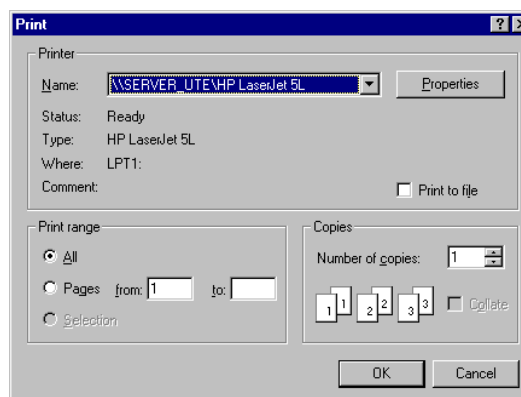 Print
Printer
Name: \\SERVER_UTE\HP LaserJet 5L Properties
Status: Ready
Type: HP LaserJet 5L
Where: LPT1:
Comment: Print to file
Print range
All
Pages from: 1 to:
Selection
Copies
Number of copies: 1
1 1 2 2 3 3 Collate
OK Cancel